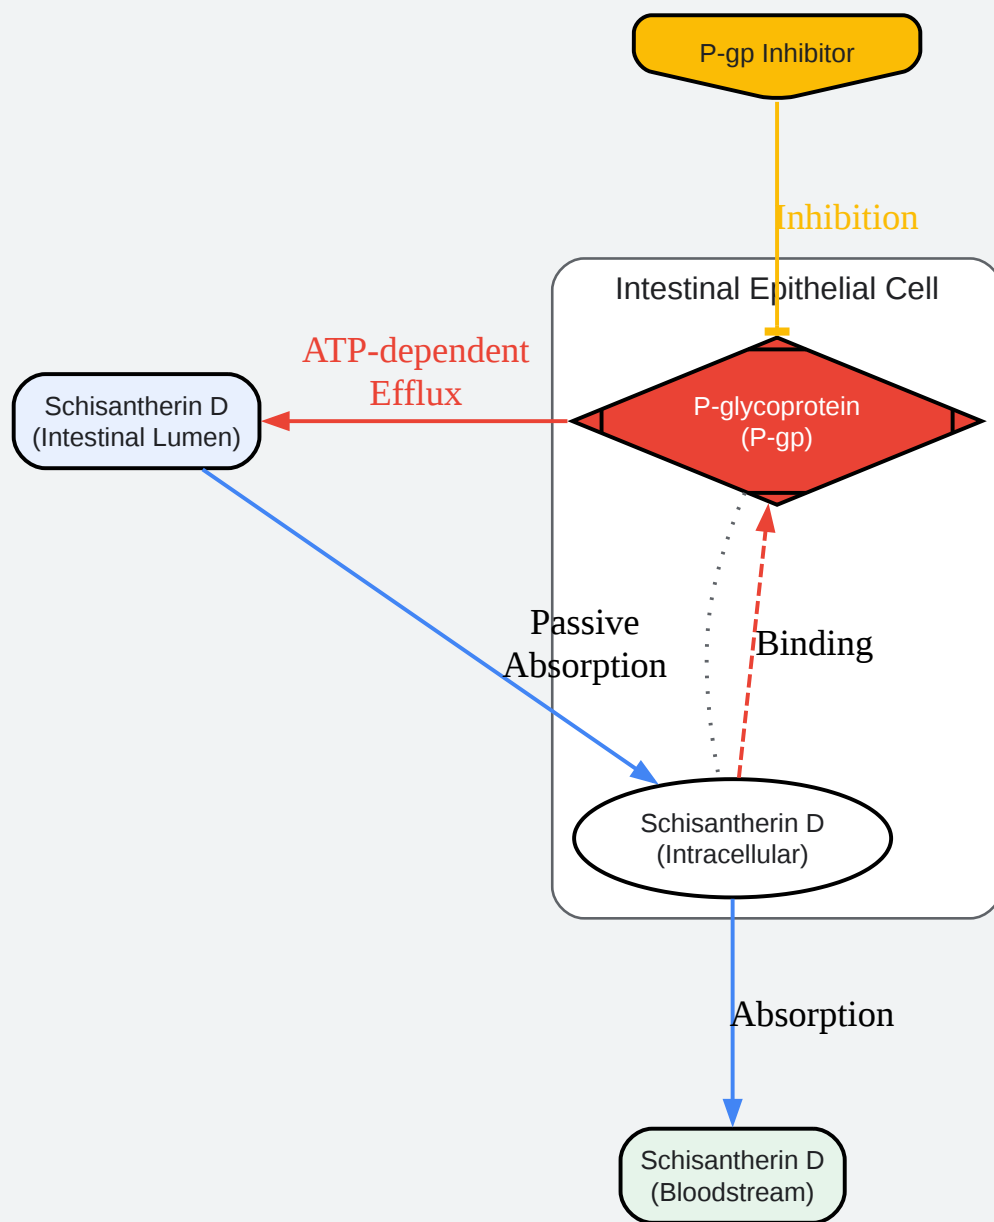 P-gp Inhibitor
Inhibition
Intestinal Epithelial Cell
ATP-dependent
Efflux
Schisantherin D
(Intestinal Lumen)
P-glycoprotein
(P-gp)
Passive
Absorption
Binding
Schisantherin D
(Intracellular)
Absorption
Schisantherin D
(Bloodstream)